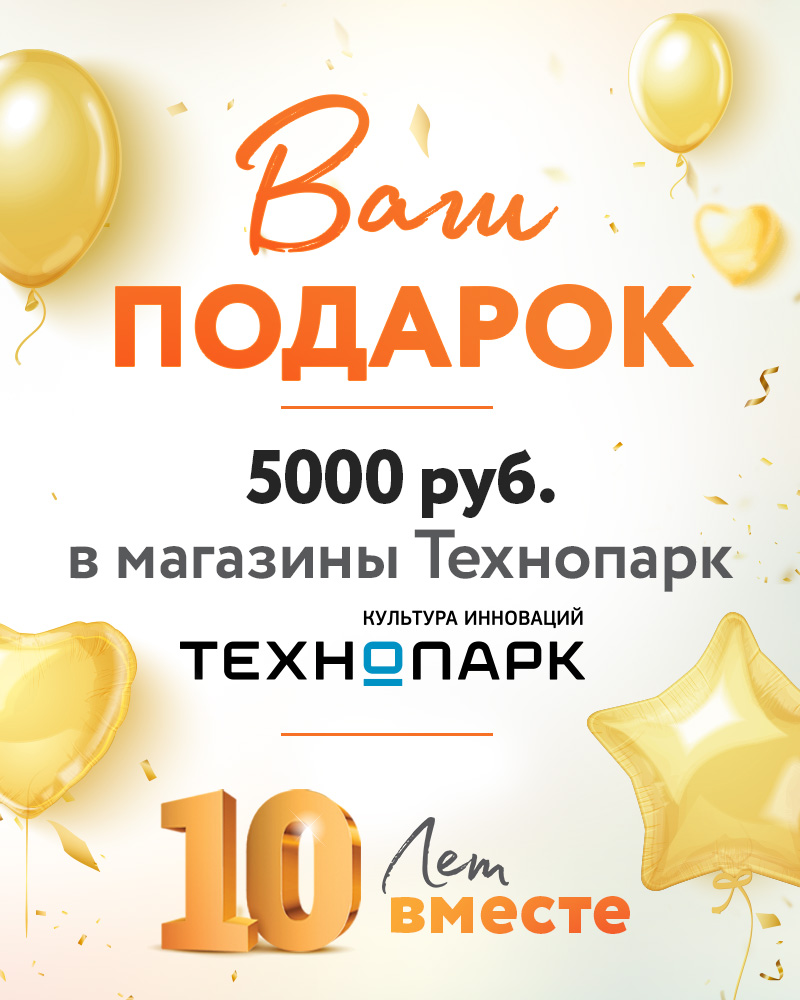 Ваш
ПОДАРОК
5000 руб.
в магазины Технопарк
КУЛЬТУРА ИННОВАЦИЙ
ТЕХНОПАРК
10 Лет
вместе